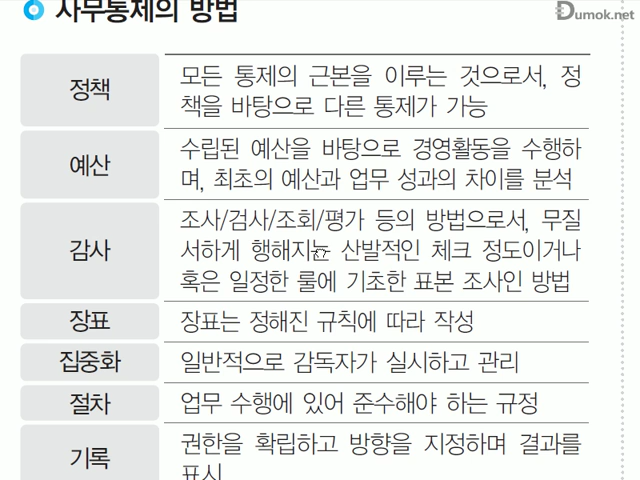 사무통제의 방법
Dumok.net
정책
모든 통제의 근본을 이루는 것으로서, 정
책을 바탕으로 다른 통제가 가능
예산
수립된 예산을 바탕으로 경영활동을 수행하
며, 최초의 예산과 업무 성과의 차이를 분석
감사
조사/검사/조회/평가 등의 방법으로서, 무질
서하게 행해지는 산발적인 체크 정도이거나
혹은 일정한 룰에 기초한 표본 조사인 방법
장표
장표는 정해진 규칙에 따라 작성
집중화
일반적으로 감독자가 실시하고 관리
절차
업무 수행에 있어 준수해야 하는 규정
기록
권한을 확립하고 방향을 지정하며 결과를
표시